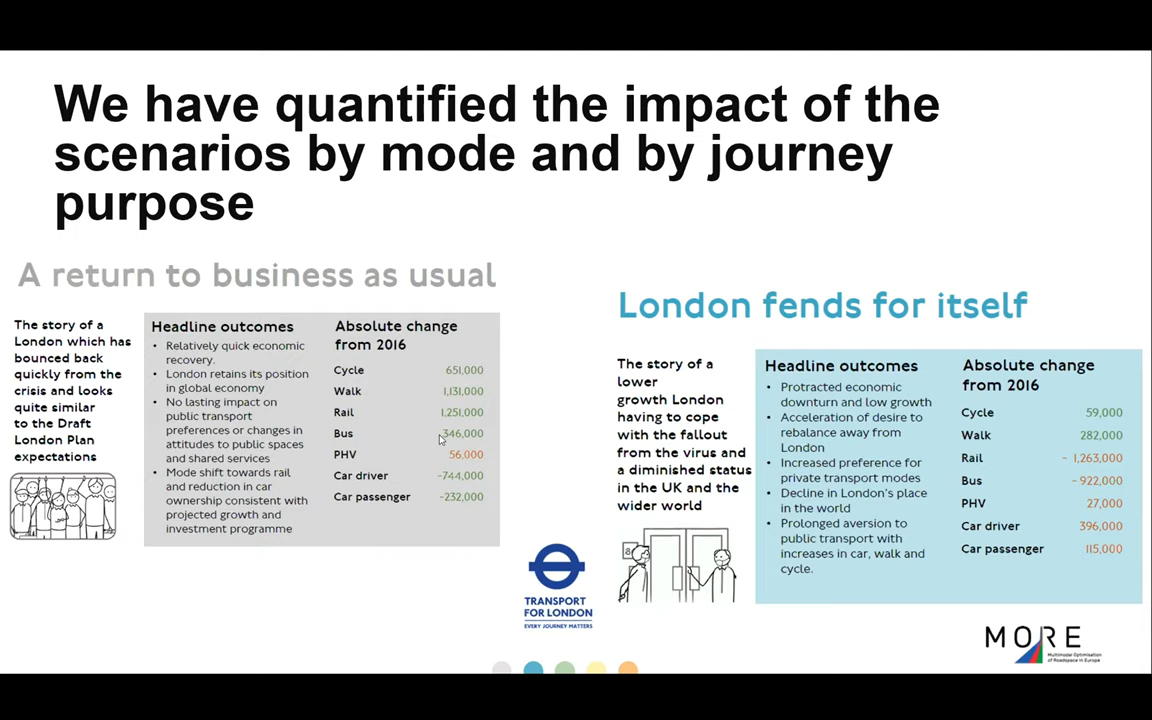 We have quantified the impact of the
scenarios by mode and by journey
purpose
A return to business as usual
The story of a
London which has
bounced back
quickly from the
crisis and looks
quite similar
to the Draft
London Plan
expectations
Headline outcomes
• Relatively quick economic
recovery.
• London retains its position
in global economy
• No lasting impact on
public transport
preferences or changes in
attitudes to public spaces
and shared services
• Mode shift towards rail
and reduction in car
ownership consistent with
projected growth and
investment programme
Absolute change
from 2016
Cycle 651,000
Walk 1,131,000
Rail 1,251,000
Bus 346,000
PHV 56,000
Car driver -744,000
Car passenger -232,000
London fends for itself
The story of a
lower
growth London
having to cope
with the fallout
from the virus and
a diminished status
in the UK and the
wider world
8
Headline outcomes
• Protracted economic
downturn and low growth
• Acceleration of desire to
rebalance away from
London
• Increased preference for
private transport modes
• Decline in London's place
in the world
• Prolonged aversion to
public transport with
increases in car, walk and
cycle.
Absolute change
from 2016
Cycle 59,000
Walk 282,000
Rail - 1,263,000
Bus - 922,000
PHV 27,000
Car driver 396,000
Car passenger 115,000
TRANSPORT
FOR LONDON
EVERY JOURNEY MATTERS
MORE
Multimodal Optimisation
of Roadspace in Europe